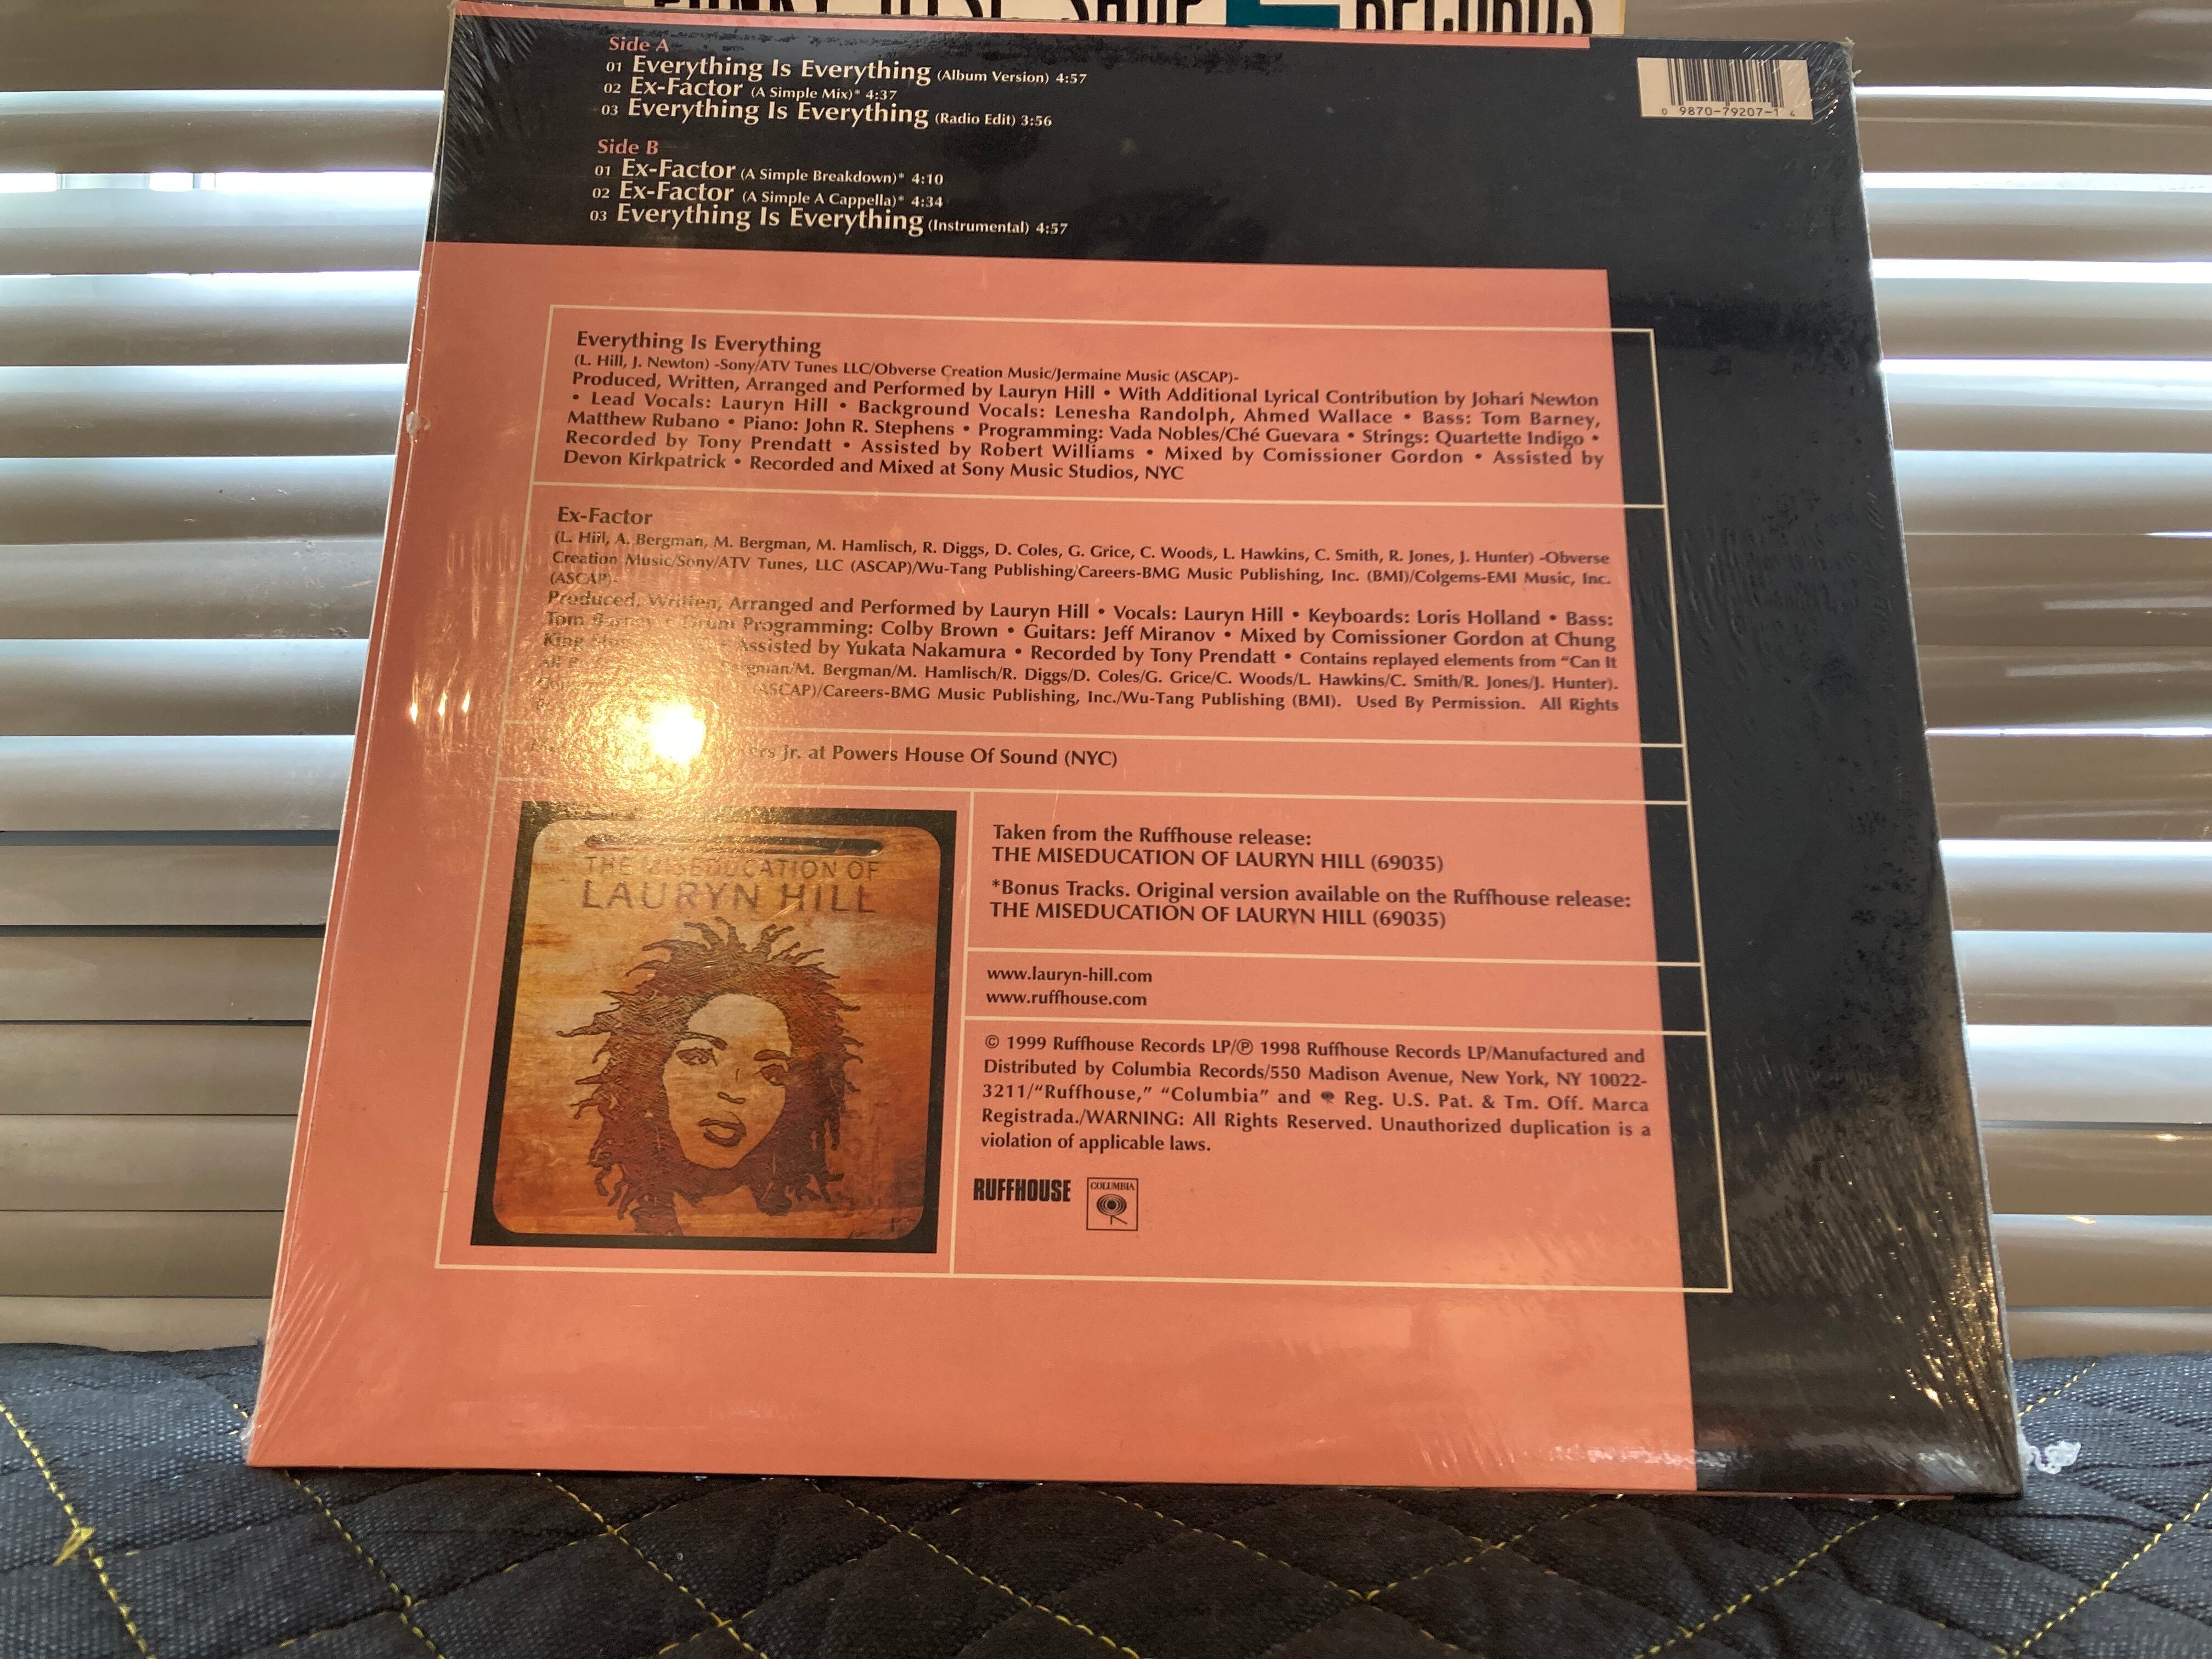 RECORDS
Side A
01 Everything Is Everything (Album Version) 4:57
02 Ex-Factor (A Simple Mix)* 4:37
03 Everything Is Everything (Radio Edit) 3:56
0 9870-79207-1 4
Side B
01 Ex-Factor (A Simple Breakdown)* 4:10
02 Ex-Factor (A Simple A Cappella)* 4:34
03 Everything Is Everything (Instrumental) 4:57
Everything Is Everything
(L. Hill, J. Newton) -Sony/ATV Tunes LLC/Obverse Creation Music/Jermaine Music (ASCAP)-
Produced, Written, Arranged and Performed by Lauryn Hill • With Additional Lyrical Contribution by Johari Newton
• Lead Vocals: Lauryn Hill • Background Vocals: Lenesha Randolph, Ahmed Wallace • Bass: Tom Barney,
Matthew Rubano • Piano: John R. Stephens • Programming: Vada Nobles/Ché Guevara • Strings: Quartette Indigo •
Recorded by Tony Prendatt • Assisted by Robert Williams • Mixed by Comissioner Gordon • Assisted by
Devon Kirkpatrick • Recorded and Mixed at Sony Music Studios, NYC
Ex-Factor
(L. Hill, A. Bergman, M. Bergman, M. Hamlisch, R. Diggs, D. Coles, G. Grice, C. Woods, L. Hawkins, C. Smith, R. Jones, J. Hunter) -Obverse
Creation Music/Sony/ATV Tunes, LLC (ASCAP)/Wu-Tang Publishing/Careers-BMG Music Publishing, Inc. (BMI)/Colgems-EMI Music, Inc.
(ASCAP)-
Produced, Written, Arranged and Performed by Lauryn Hill • Vocals: Lauryn Hill • Keyboards: Loris Holland • Bass:
Tom Barney • Drum Programming: Colby Brown • Guitars: Jeff Miranov • Mixed by Comissioner Gordon at Chung
King Assisted by Yukata Nakamura • Recorded by Tony Prendatt • Contains replayed elements from “Can It
Bergman/M. Bergman/M. Hamlisch/R. Diggs/D. Coles/G. Grice/C. Woods/L. Hawkins/C. Smith/R. Jones/J. Hunter).
(ASCAP)/Careers-BMG Music Publishing, Inc./Wu-Tang Publishing (BMI). Used By Permission. All Rights
Jr. at Powers House Of Sound (NYC)
THE MISEDUCATION OF
LAURYN HILL
Taken from the Ruffhouse release:
THE MISEDUCATION OF LAURYN HILL (69035)
*Bonus Tracks. Original version available on the Ruffhouse release:
THE MISEDUCATION OF LAURYN HILL (69035)
www.lauryn-hill.com
www.ruffhouse.com
© 1999 Ruffhouse Records LP/℗ 1998 Ruffhouse Records LP/Manufactured and
Distributed by Columbia Records/550 Madison Avenue, New York, NY 10022-
3211/“Ruffhouse,” “Columbia” and Reg. U.S. Pat. & Tm. Off. Marca
Registrada./WARNING: All Rights Reserved. Unauthorized duplication is a
violation of applicable laws.
RUFFHOUSE
COLUMBIA